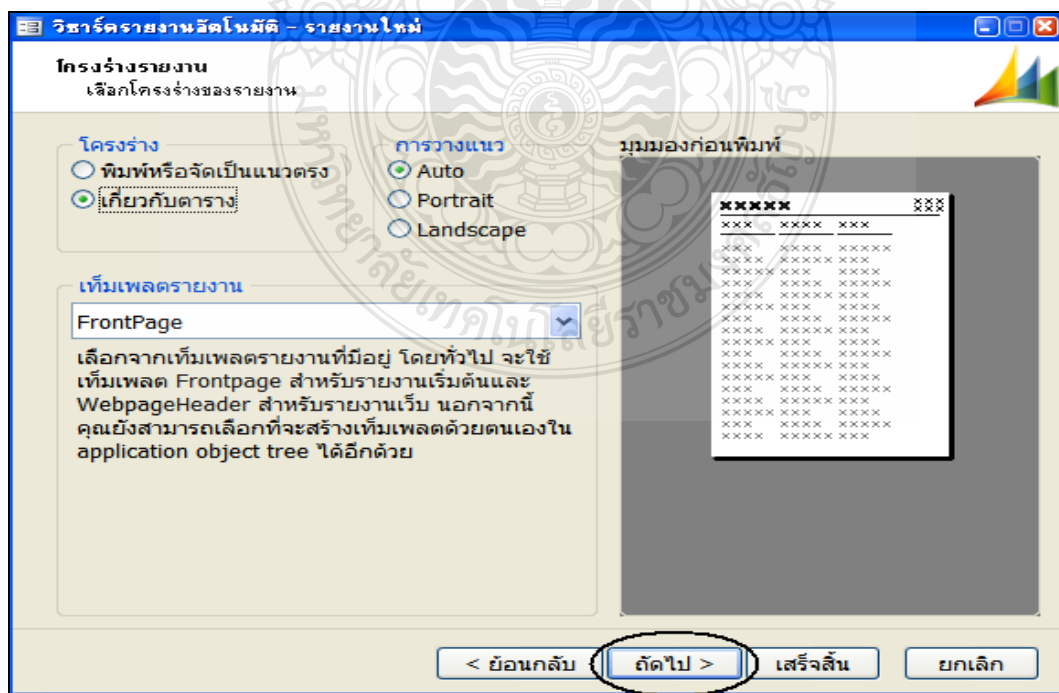 วิซาร์ดรายงานอัตโนมัติ - รายงานใหม่
โครงร่างรายงาน
เลือกโครงร่างของรายงาน
โครงร่าง
พิมพ์หรือจัดเป็นแนวตรง
เกี่ยวกับตาราง
การวางแนว
Auto
Portrait
Landscape
มุมมองก่อนพิมพ์
เท็มเพลตรายงาน
FrontPage
เลือกจากเท็มเพลตรายงานที่มีอยู่ โดยทั่วไป จะใช้
เท็มเพลต Frontpage สำหรับรายงานเริ่มต้นและ
WebpageHeader สำหรับรายงานเว็บ นอกจากนี้
คุณยังสามารถเลือกที่จะสร้างเท็มเพลตด้วยตนเองใน
application object tree ได้อีกด้วย
< ย้อนกลับ
ถัดไป >
เสร็จสิ้น
ยกเลิก